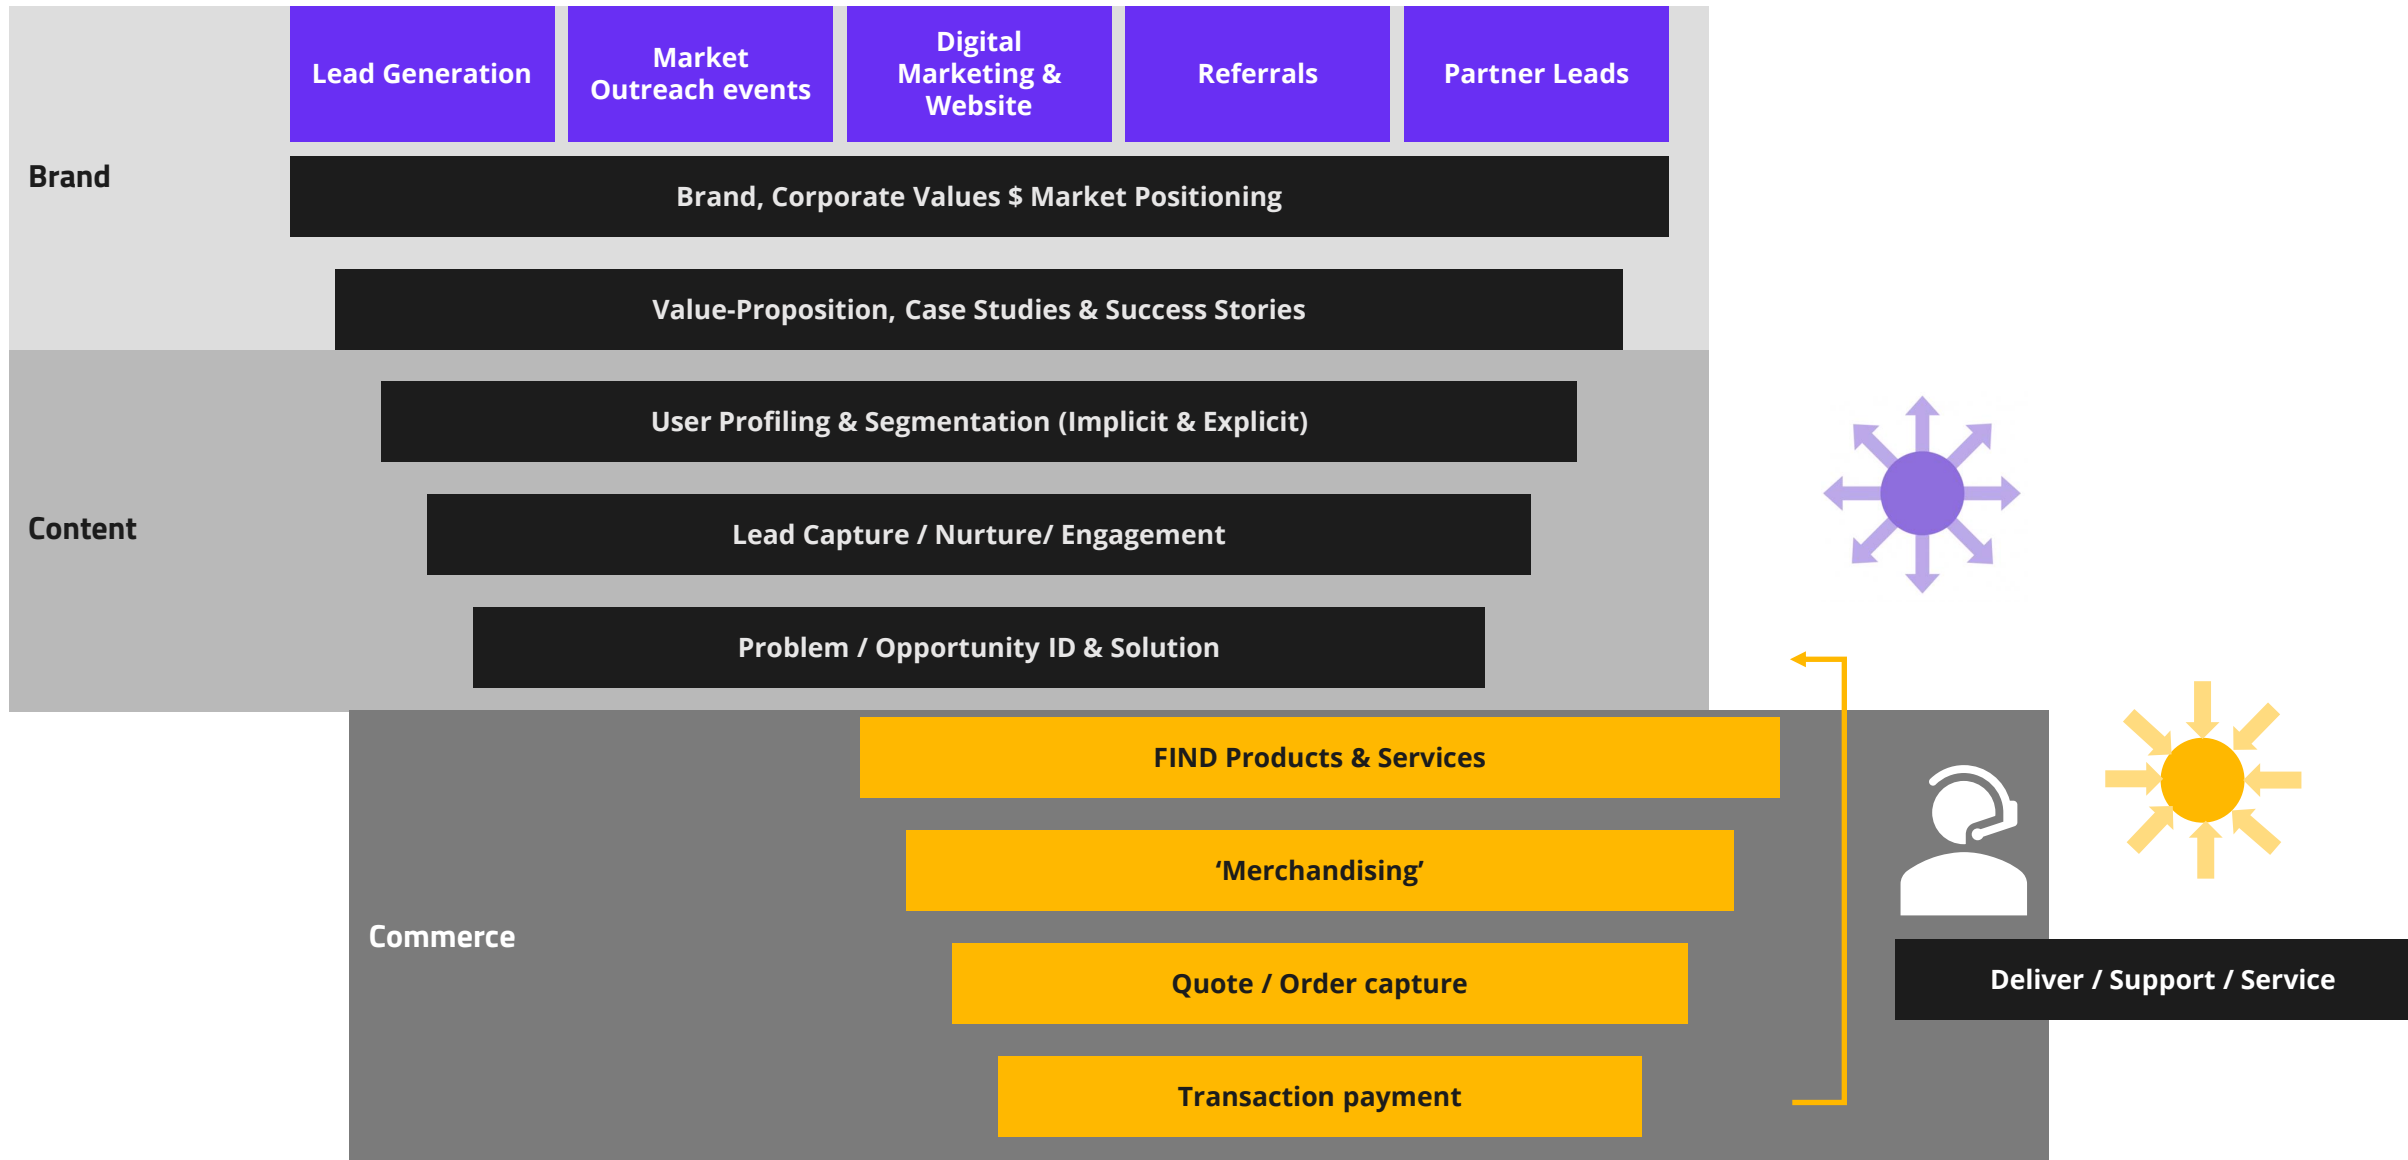 Lead Generation
Market
Outreach events
Digital
Marketing &
Website
Referrals
Partner Leads
Brand
Brand, Corporate Values $ Market Positioning
Value-Proposition, Case Studies & Success Stories
User Profiling & Segmentation (Implicit & Explicit)
Content
Lead Capture / Nurture/ Engagement
Problem / Opportunity ID & Solution
FIND Products & Services
‘Merchandising’
Commerce
Quote / Order capture
Deliver / Support / Service
Transaction payment